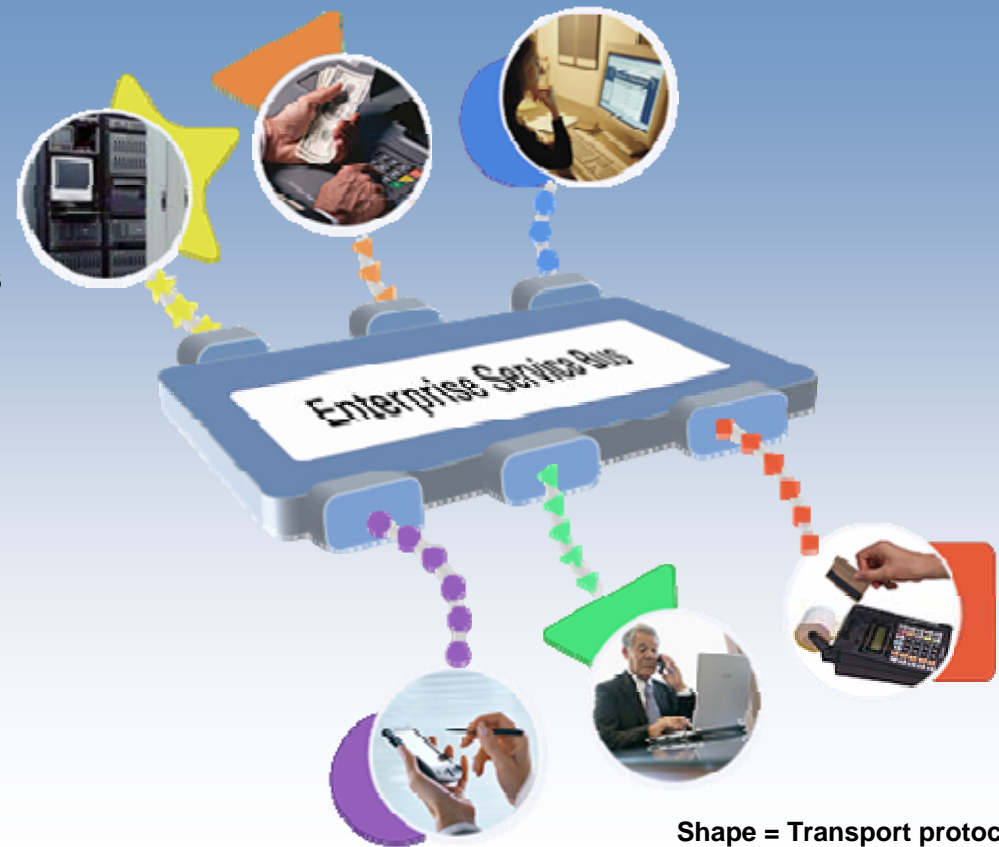 Enterprise Service Bus
Shape = Transport protoc